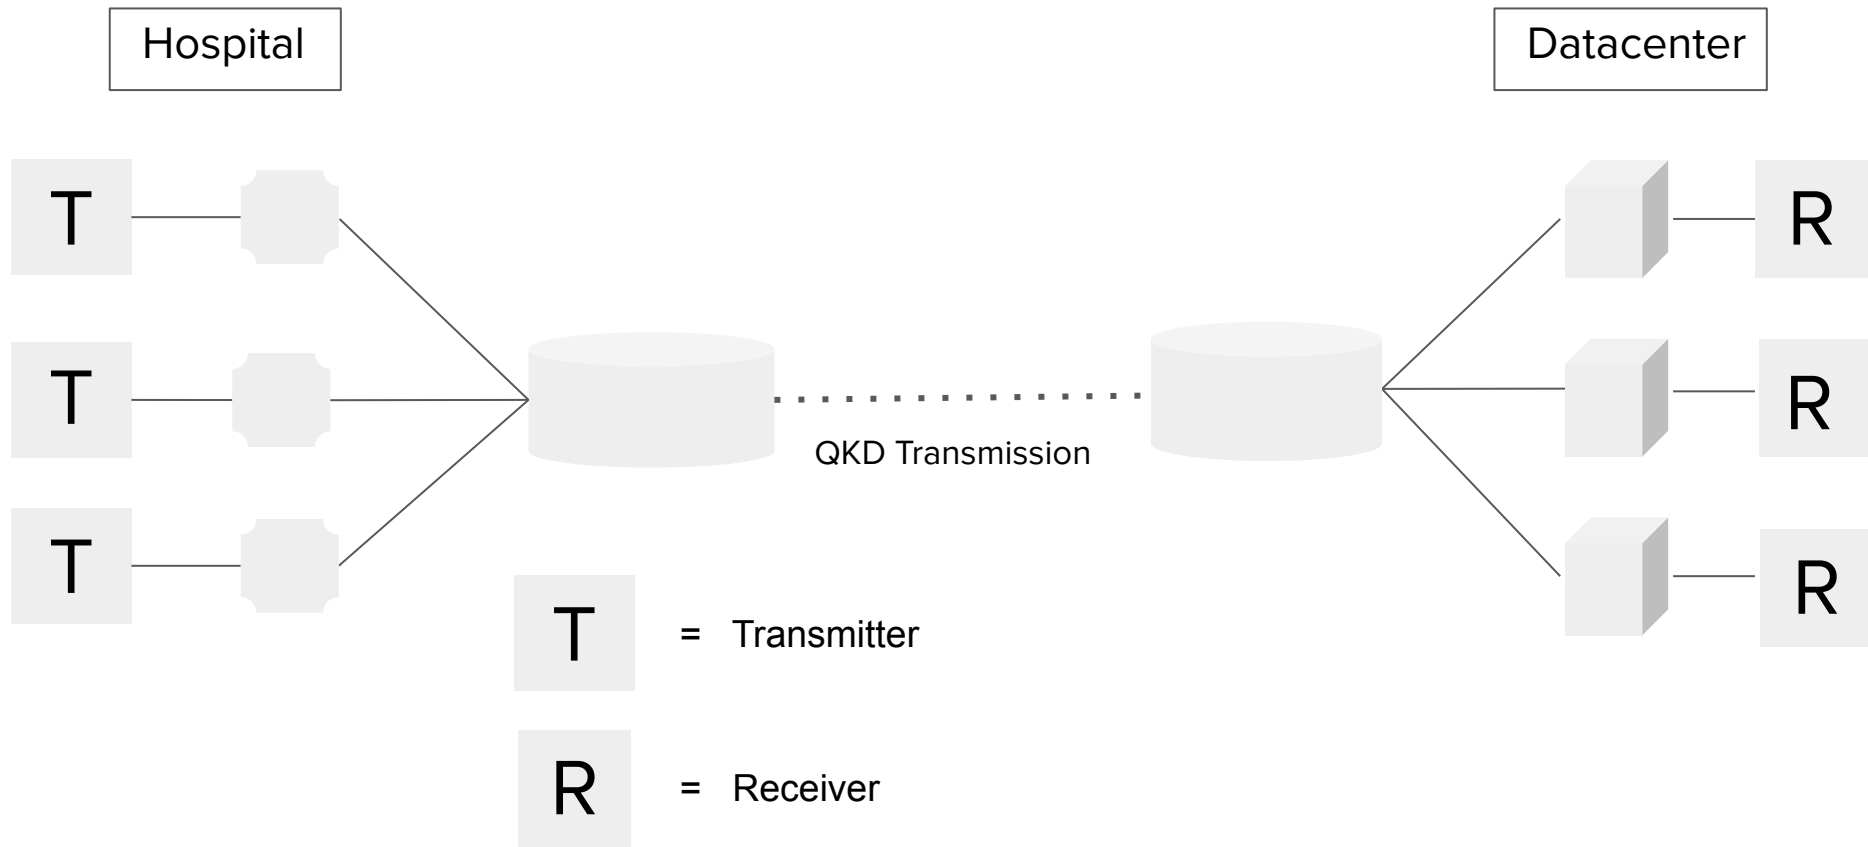 Hospital
Datacenter
T
R
T
R
QKD Transmission
T
R
T = Transmitter
R = Receiver